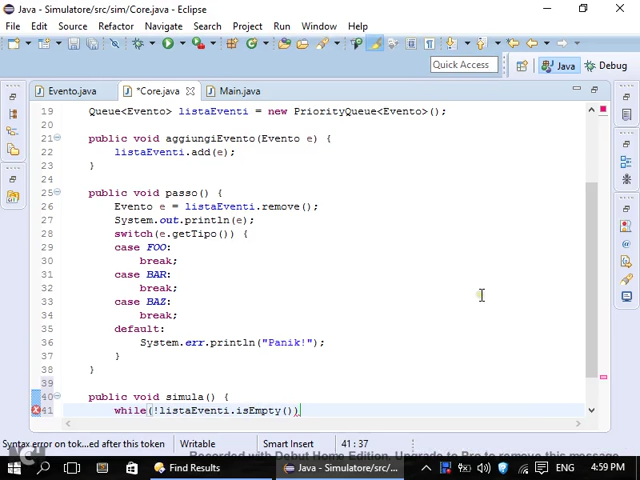 Java - Simulatore/src/sim/Core.java - Eclipse
File Edit Source Refactor Navigate Search Project Run Window Help
Quick Access Java Debug
Evento.java *Core.java Main.java
19 Queue<Evento> listaEventi = new PriorityQueue<Evento>();
20
21 public void aggiungiEvento(Evento e) {
22 listaEventi.add(e);
23 }
24
25 public void passo() {
26 Evento e = listaEventi.remove();
27 System.out.println(e);
28 switch(e.getTipo()) {
29 case FOO:
30 break;
31 case BAR:
32 break;
33 case BAZ:
34 break;
35 default:
36 System.err.println("Panik!");
37 }
38 }
39
40 public void simula() {
41 while(!listaEventi.isEmpty())
Syntax error on tok...ed after this token Writable Smart Insert 41 : 37
Recorded with Debut Home Edition. Upgrade to Pro to remove this message
Find Results Java - Simulatore/src/... ENG 4:59 PM